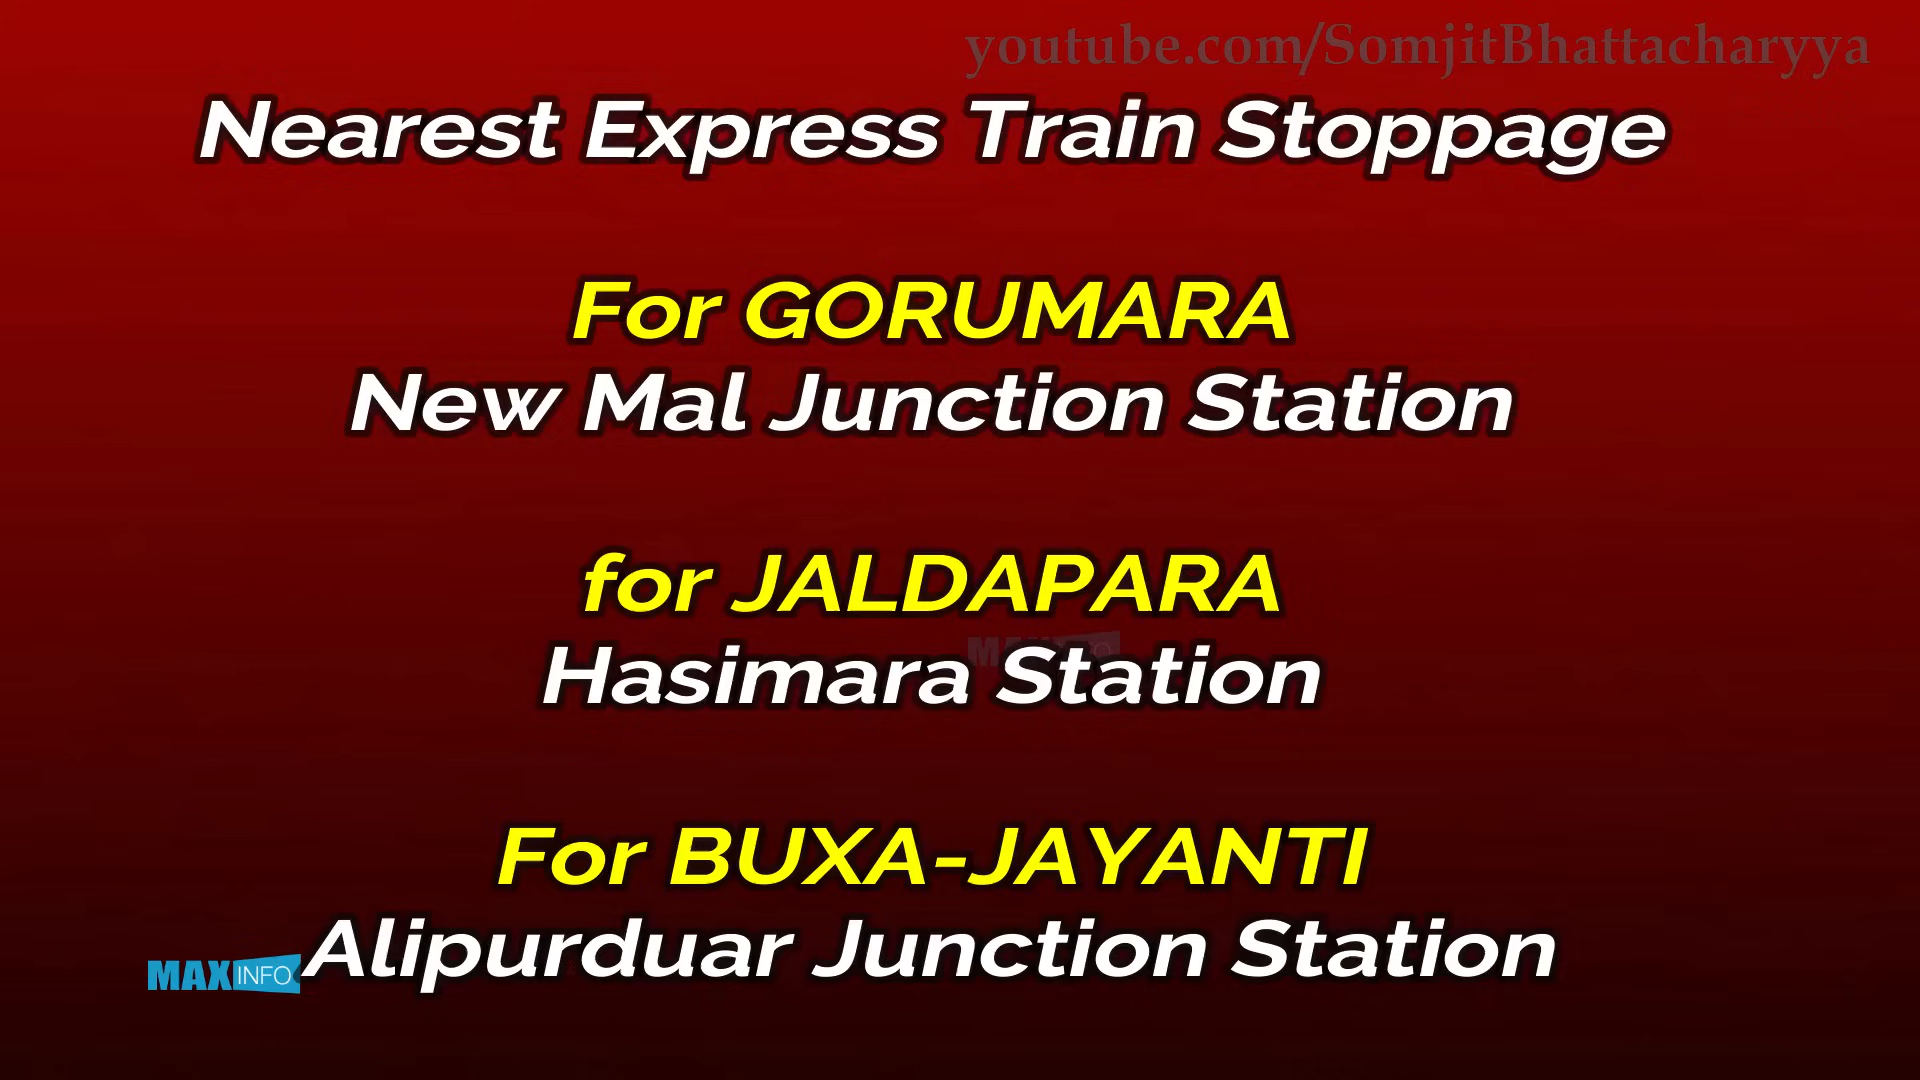 youtube.com/SomjitBhattacharyya
Nearest Express Train Stoppage
For GORUMARA
New Mal Junction Station
for JALDAPARA
Hasimara Station
For BUXA-JAYANTI
Alipurduar Junction Station
MAXINFO